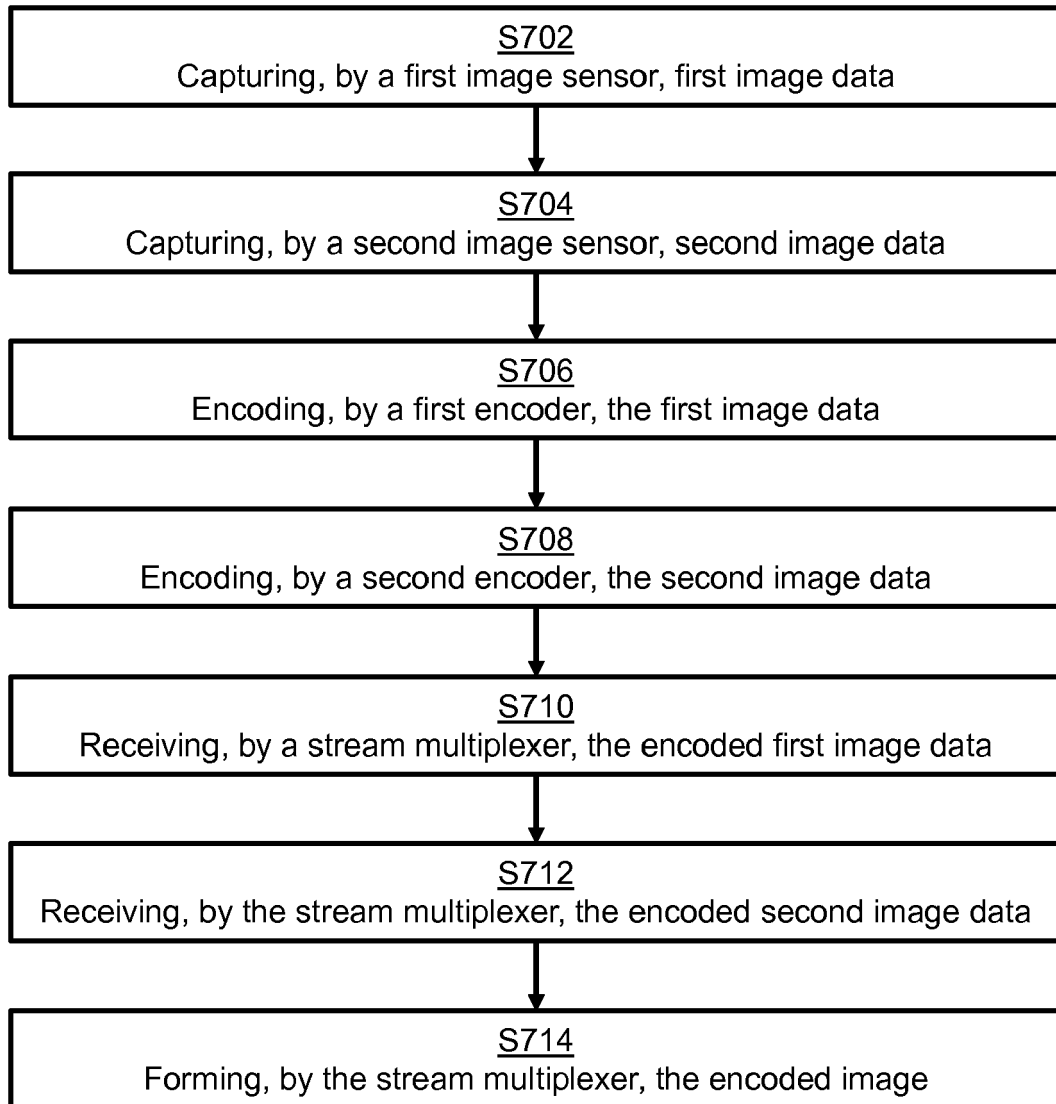 S702
Capturing, by a first image sensor, first image data
S704
Capturing, by a second image sensor, second image data
S706
Encoding, by a first encoder, the first image data
S708
Encoding, by a second encoder, the second image data
S710
Receiving, by a stream multiplexer, the encoded first image data
S712
Receiving, by the stream multiplexer, the encoded second image data
S714
Forming, by the stream multiplexer, the encoded image